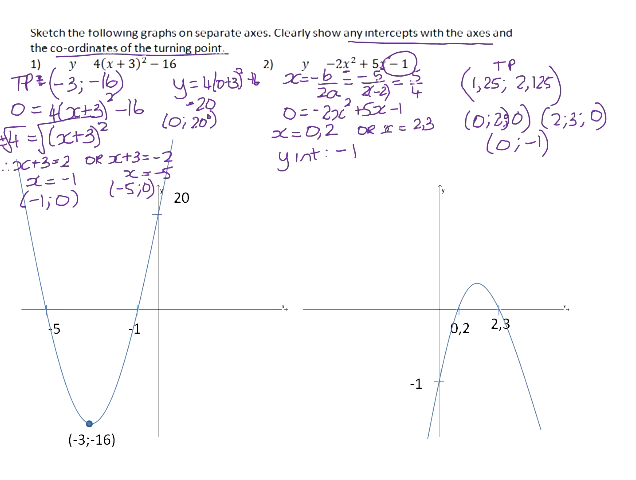 Sketch the following graphs on separate axes. Clearly show any intercepts with the axes and
the co-ordinates of the turning point.
1) y 4(x + 3)² − 16
TP = (−3; −16)
0 = 4(x+3)² −16
√4 = √(x+3)²
∴ x+3 = 2 OR x+3 = −2
x = −1 x = −5
(−1; 0) (−5; 0)
y = 4(0+3)² −16
= 20
(0; 20)
y
20
-5
-1
(-3;-16)
2) y −2x² + 5x − 1
x = −b/2a = −5/2(−2) = 5/4
0 = −2x² + 5x − 1
x = 0,2 OR x = 2,3
y int: −1
TP
(1,25; 2,125)
(0,2; 0) (2,3; 0)
(0; −1)
y
0,2
2,3
-1